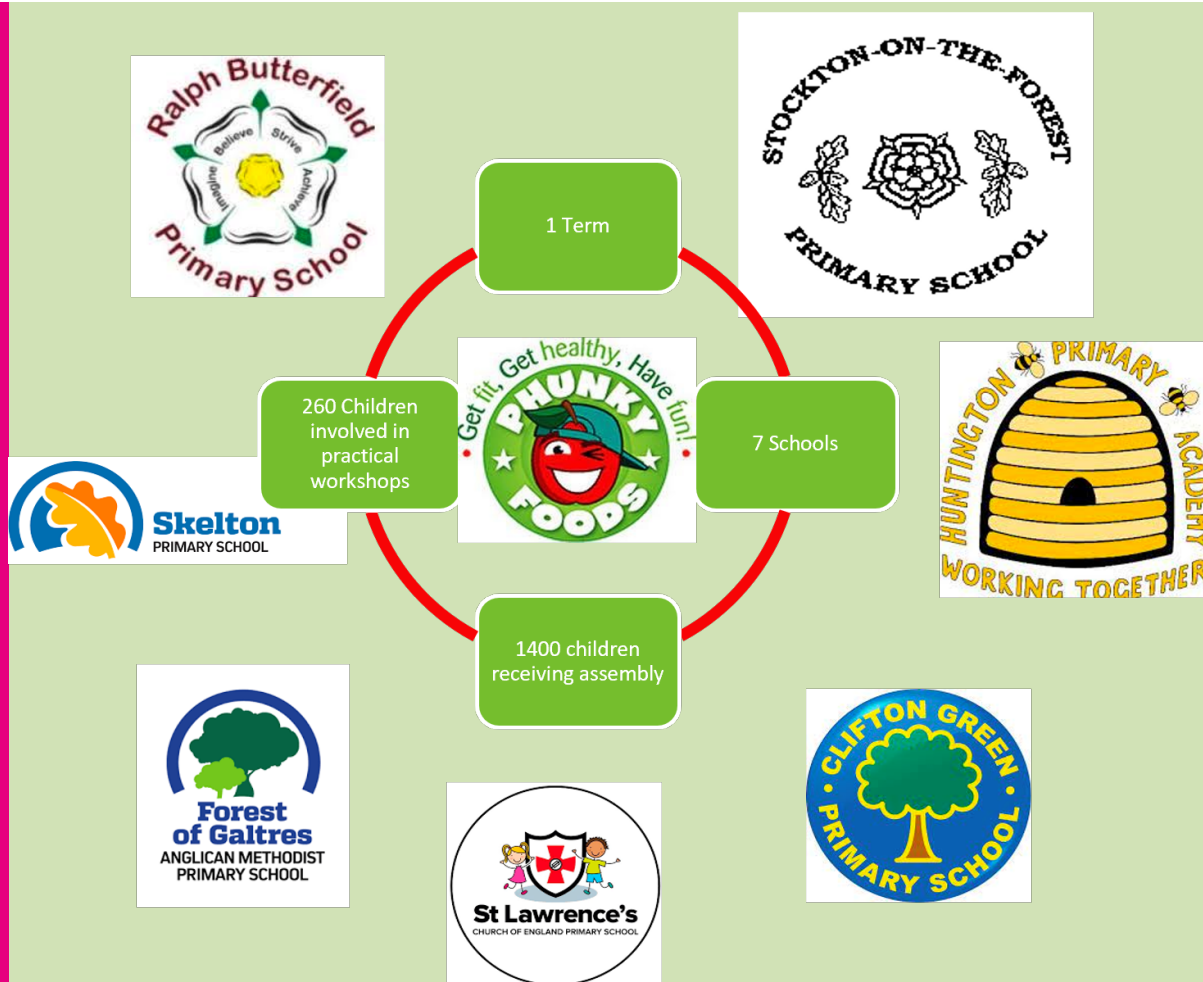 Ralph Butterfield
Believe
Strive
Imagine
Achieve
Primary School
STOCKTON-ON-THE-FOREST
PRIMARY SCHOOL
1 Term
260 Children
involved in
practical
workshops
Get fit, Get healthy, Have fun!
PHUNKY
FOODS
7 Schools
HUNTINGTON PRIMARY ACADEMY
WORKING TOGETHER
Skelton
PRIMARY SCHOOL
1400 children
receiving assembly
Forest
of Galtres
ANGLICAN METHODIST
PRIMARY SCHOOL
St Lawrence's
CHURCH OF ENGLAND PRIMARY SCHOOL
CLIFTON GREEN
PRIMARY SCHOOL